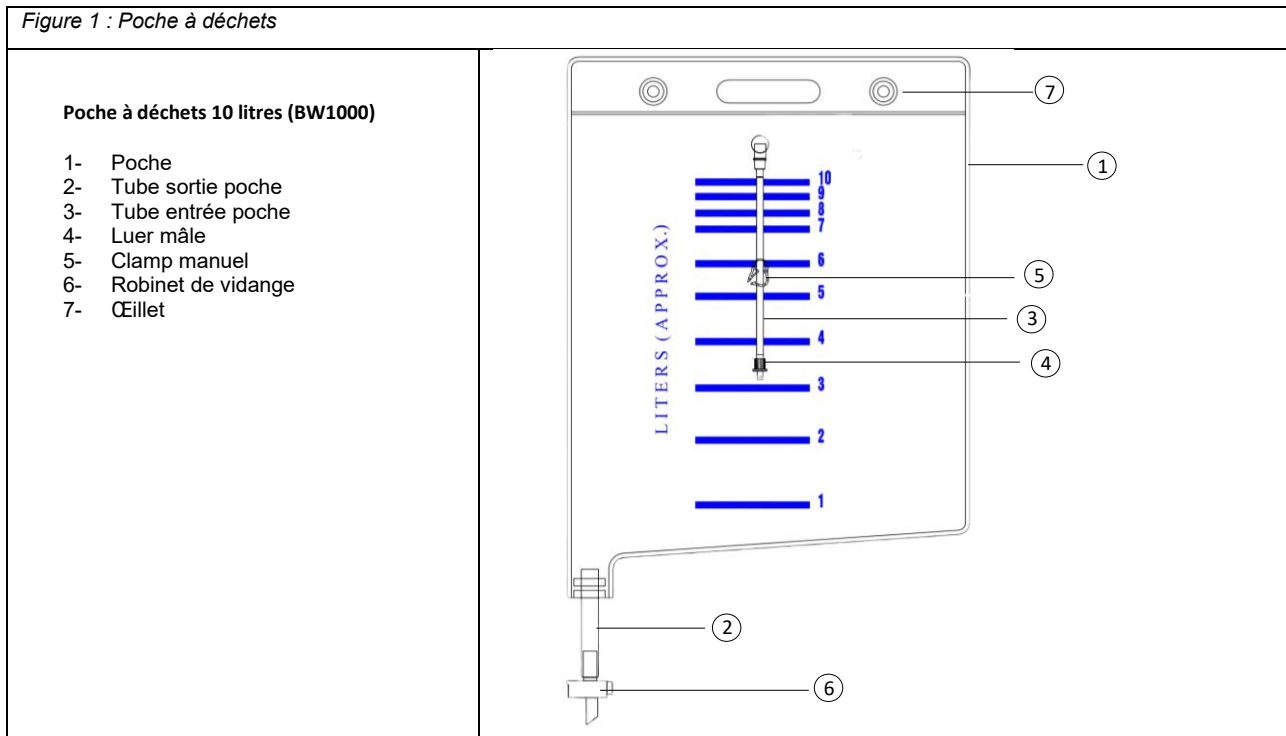 Figure 1 : Poche à déchets
Poche à déchets 10 litres (BW1000)
1- Poche
2- Tube sortie poche
3- Tube entrée poche
4- Luer mâle
5- Clamp manuel
6- Robinet de vidange
7- Œillet
7
1
10
9
8
7
6
5
5
3
4
4
3
2
1
LITERS (APPROX.)
2
6